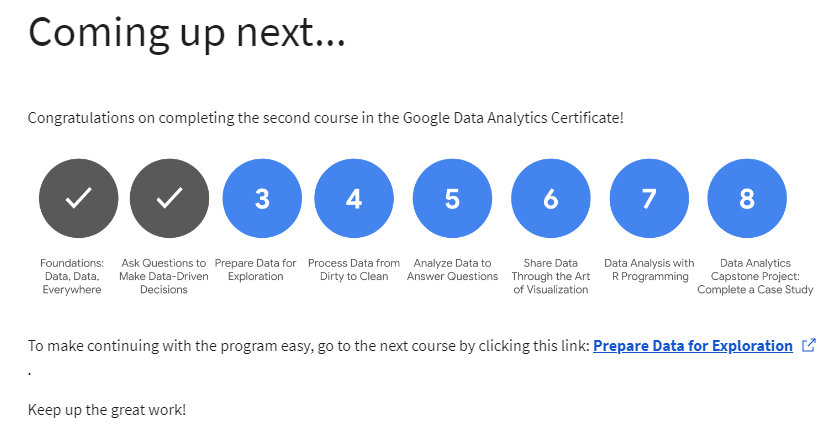 Coming up next...
Congratulations on completing the second course in the Google Data Analytics Certificate!
3 4 5 6 7 8
Foundations: Data, Data, Everywhere
Ask Questions to Make Data-Driven Decisions
Prepare Data for Exploration
Process Data from Dirty to Clean
Analyze Data to Answer Questions
Share Data Through the Art of Visualization
Data Analysis with R Programming
Data Analytics Capstone Project: Complete a Case Study
To make continuing with the program easy, go to the next course by clicking this link: Prepare Data for Exploration
.
Keep up the great work!